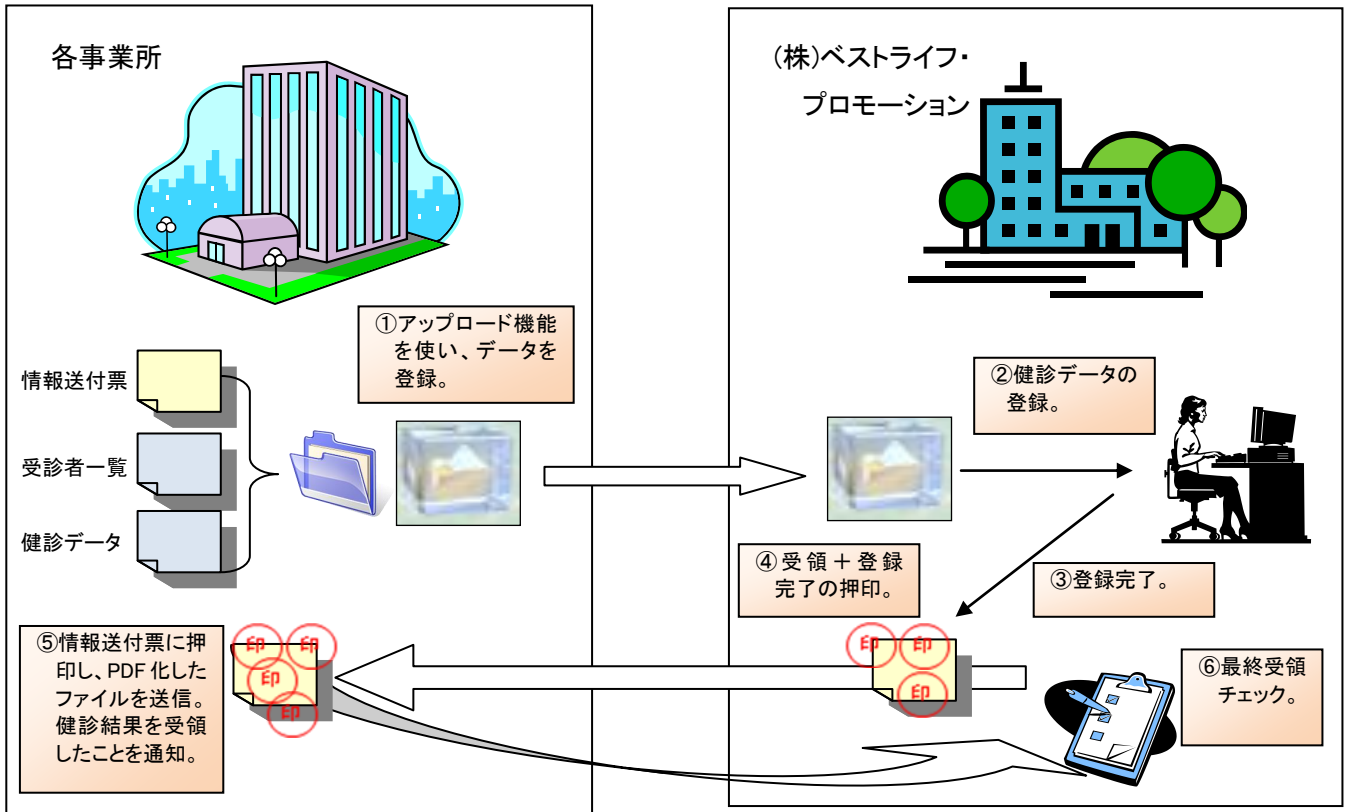 各事業所
(株)ベストライフ・
プロモーション
①アップロード機能
を使い、データを
登録。
情報送付票
受診者一覧
健診データ
②健診データの
登録。
③登録完了。
④受領＋登録
完了の押印。
⑤情報送付票に押
印し、PDF化した
ファイルを送信。
健診結果を受領
したことを通知。
印 印
印
印
印 印
印
⑥最終受領
チェック。